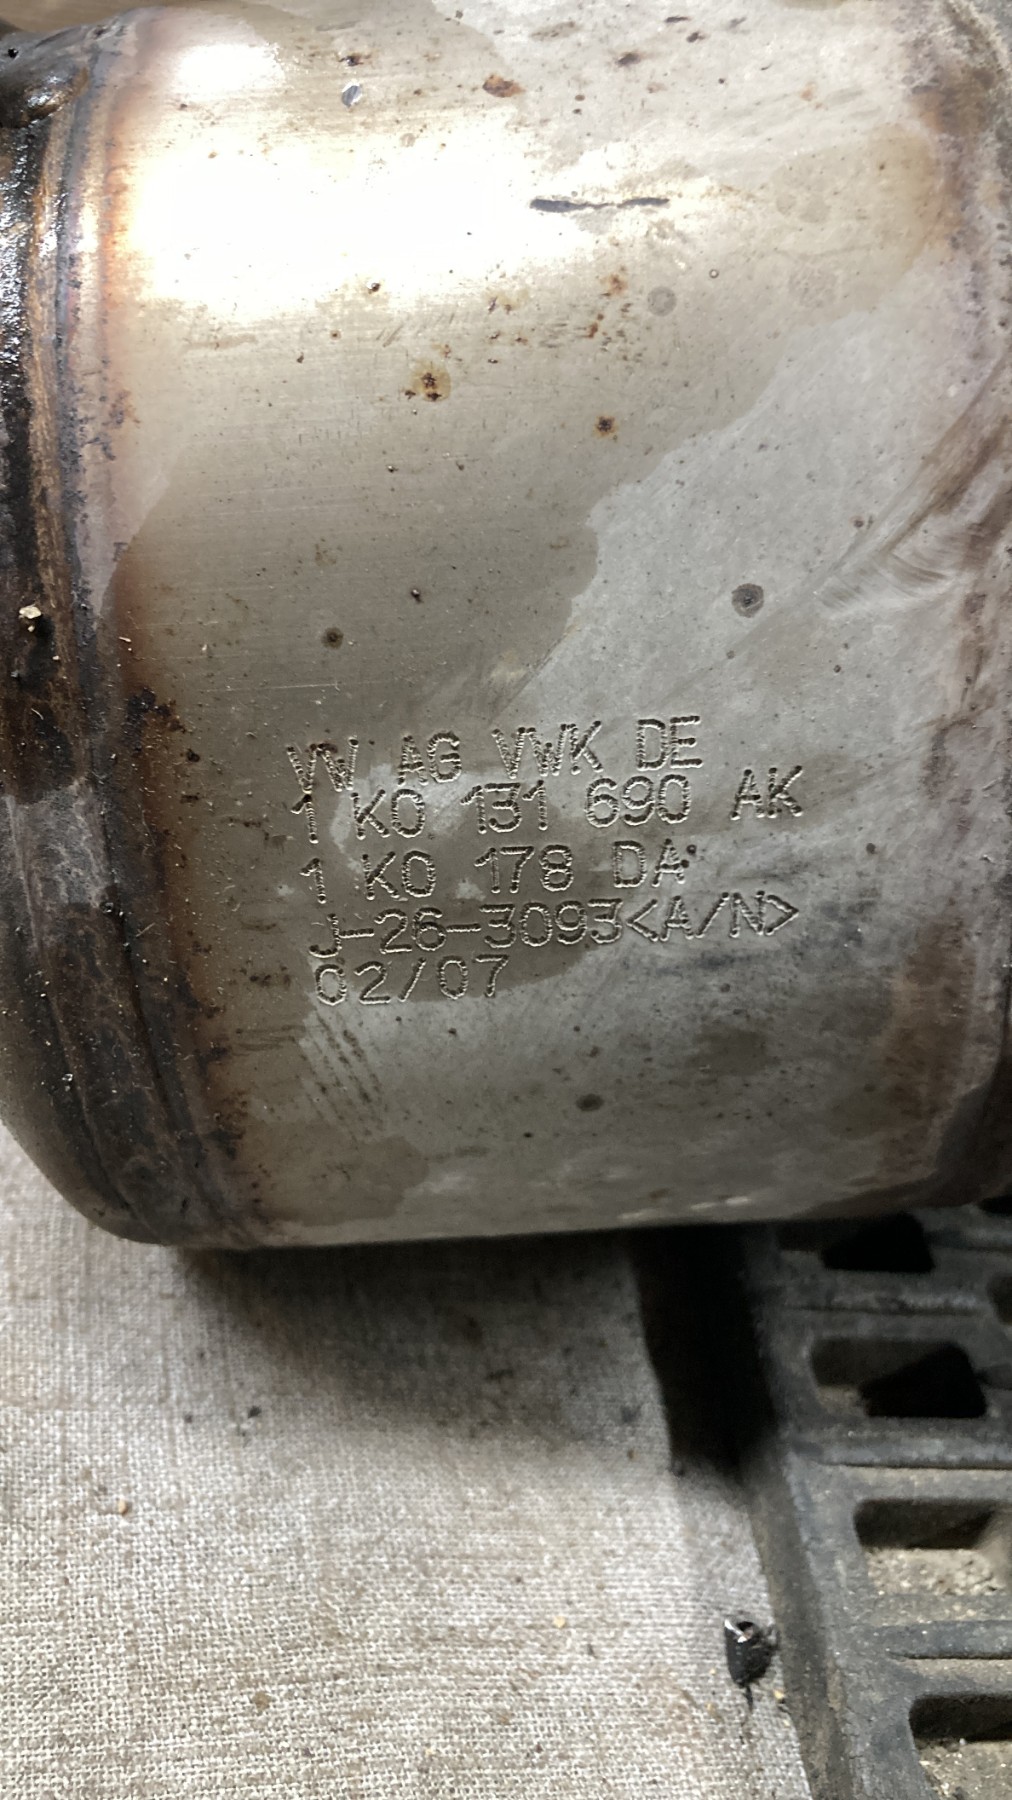 VW AG VWK DE
1 K0 131 690 AK
1 K0 178 DA
J-26-3093<A/N>
02/07